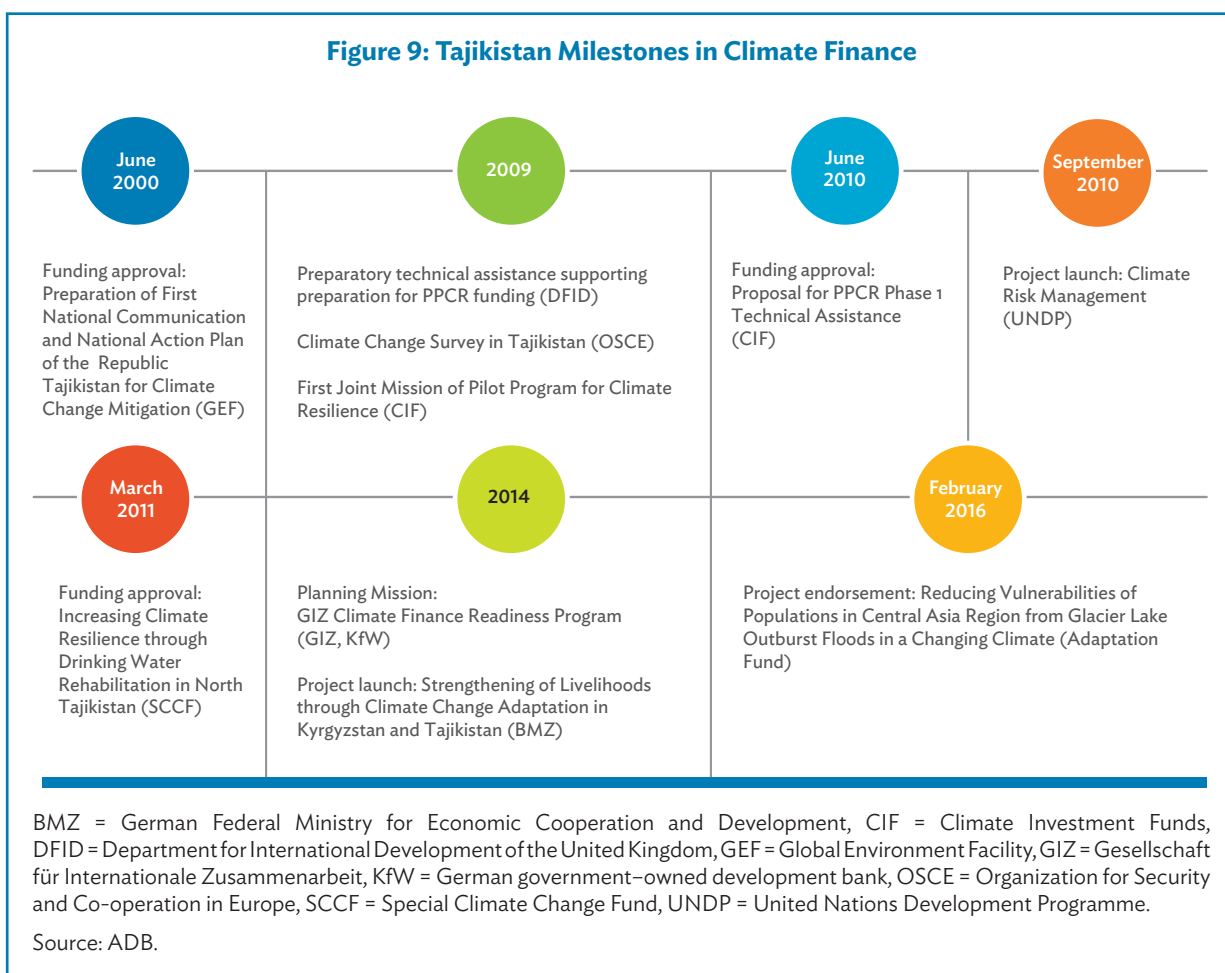 Figure 9: Tajikistan Milestones in Climate Finance
June
2000
Funding approval:
Preparation of First
National Communication
and National Action Plan
of the Republic
Tajikistan for Climate
Change Mitigation (GEF)
2009
Preparatory technical assistance supporting
preparation for PPCR funding (DFID)
Climate Change Survey in Tajikistan (OSCE)
First Joint Mission of Pilot Program for Climate
Resilience (CIF)
June
2010
Funding approval:
Proposal for PPCR Phase 1
Technical Assistance
(CIF)
September
2010
Project launch: Climate
Risk Management
(UNDP)
March
2011
Funding approval:
Increasing Climate
Resilience through
Drinking Water
Rehabilitation in North
Tajikistan (SCCF)
2014
Planning Mission:
GIZ Climate Finance Readiness Program
(GIZ, KfW)
Project launch: Strengthening of Livelihoods
through Climate Change Adaptation in
Kyrgyzstan and Tajikistan (BMZ)
February
2016
Project endorsement: Reducing Vulnerabilities of
Populations in Central Asia Region from Glacier Lake
Outburst Floods in a Changing Climate (Adaptation
Fund)
BMZ = German Federal Ministry for Economic Cooperation and Development, CIF = Climate Investment Funds,
DFID = Department for International Development of the United Kingdom, GEF = Global Environment Facility, GIZ = Gesellschaft
für Internationale Zusammenarbeit, KfW = German government–owned development bank, OSCE = Organization for Security
and Co-operation in Europe, SCCF = Special Climate Change Fund, UNDP = United Nations Development Programme.
Source: ADB.